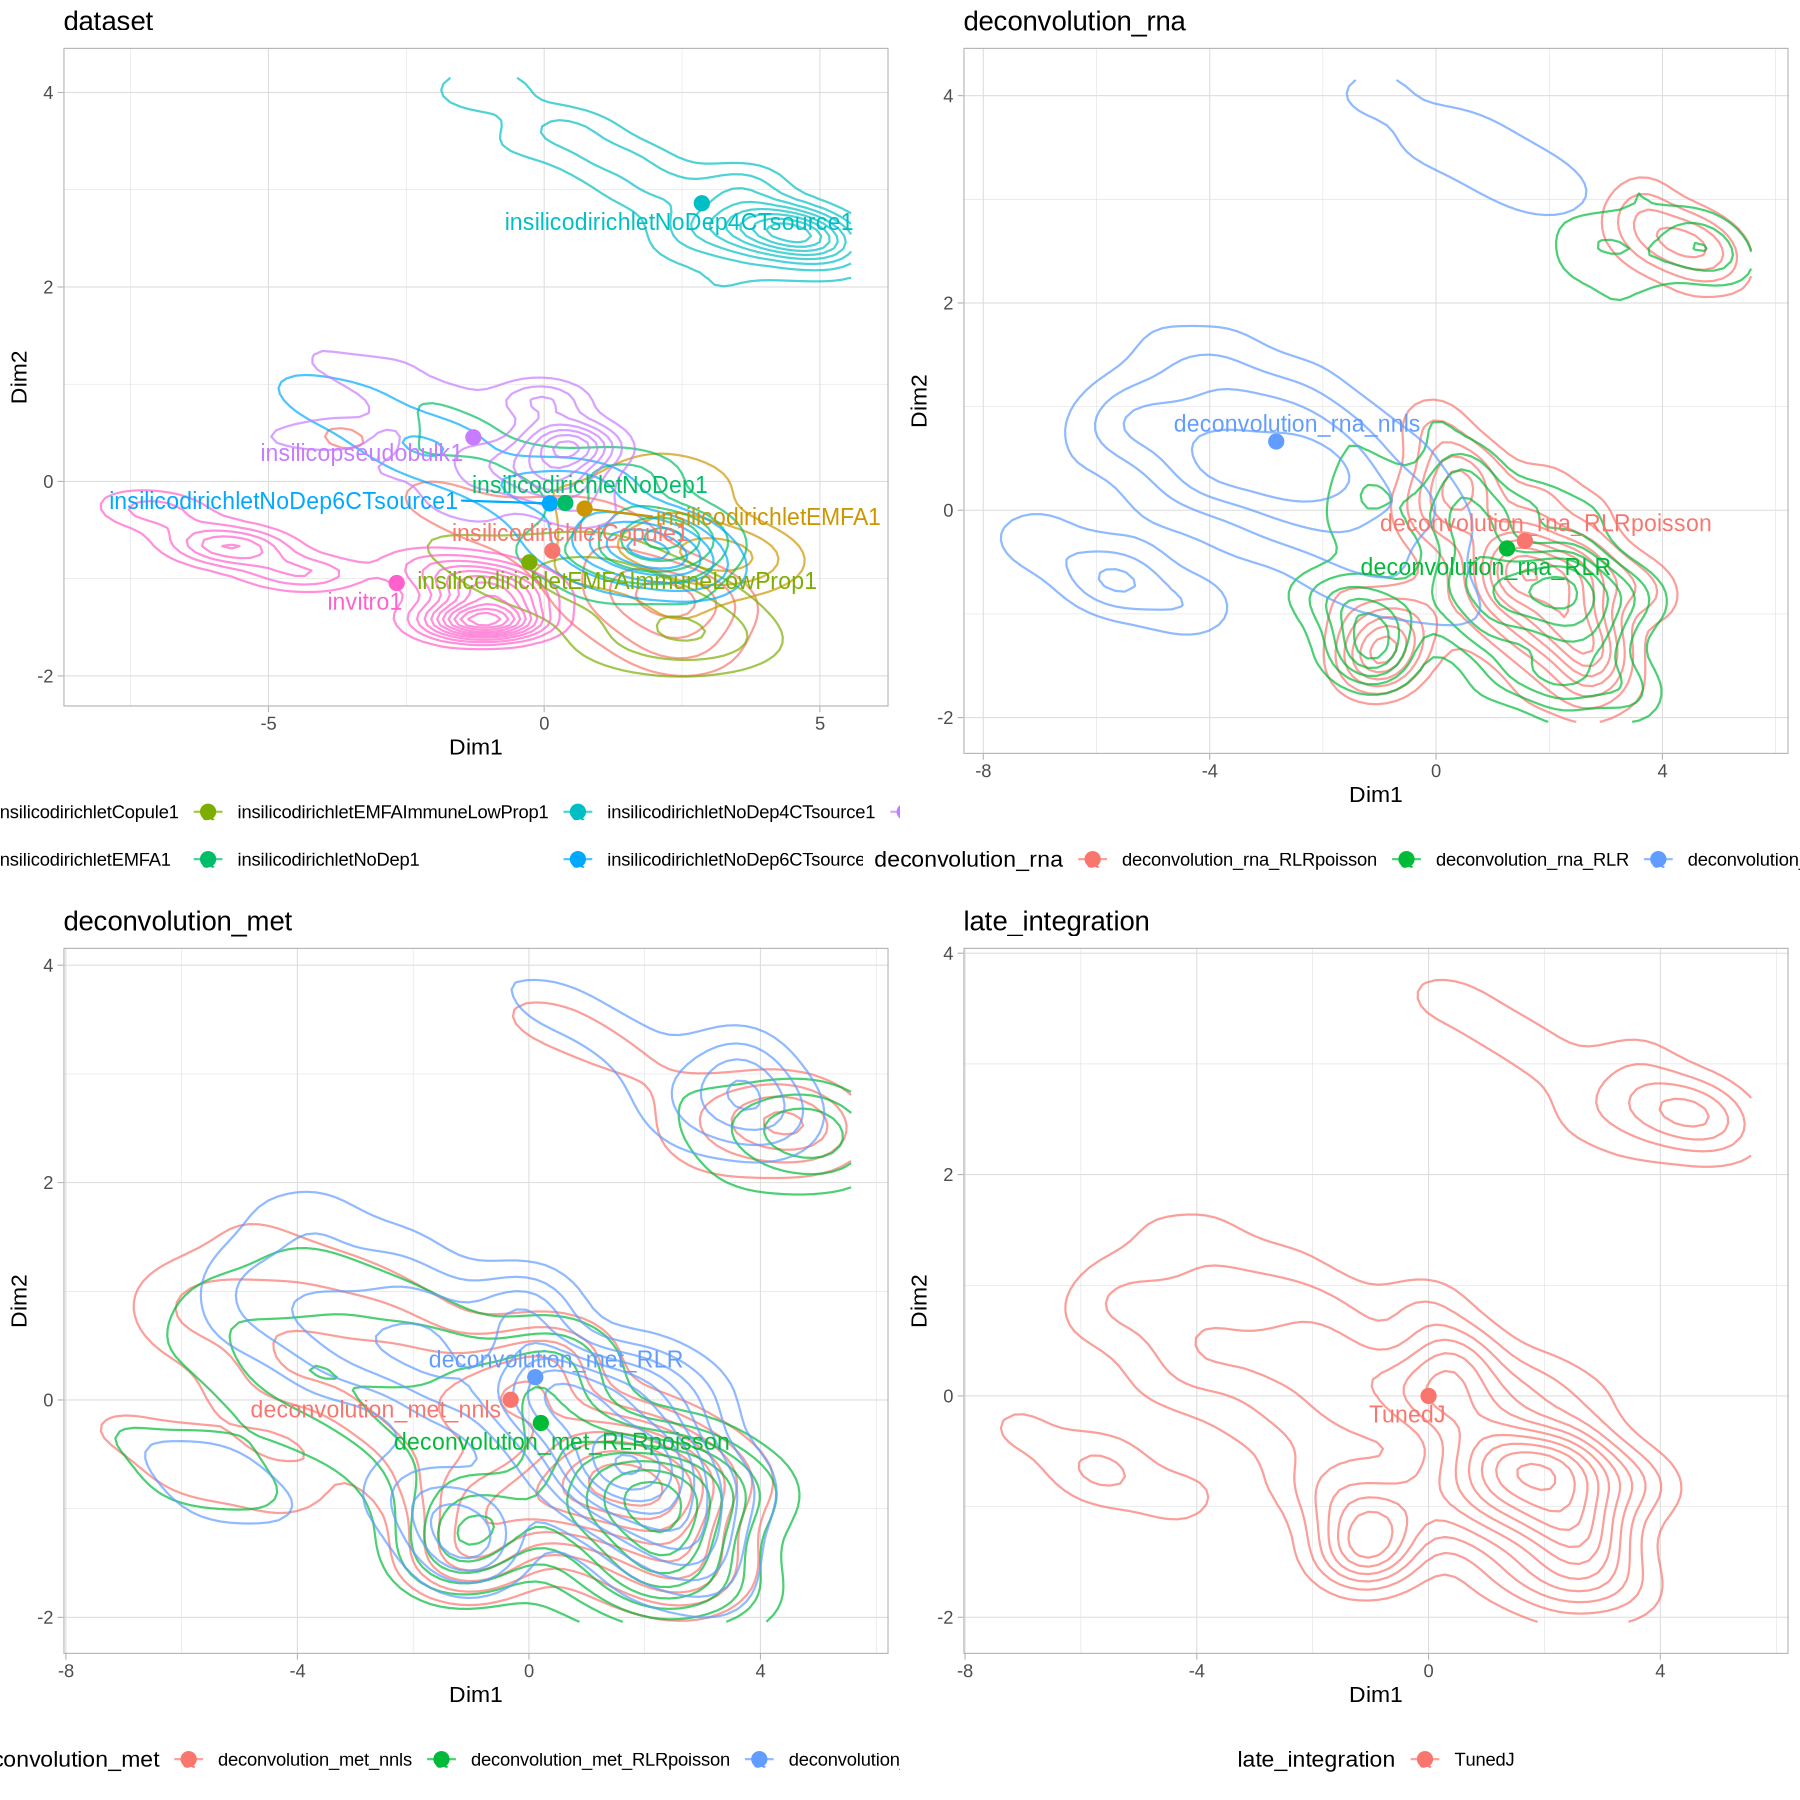 dataset
4
2
0
-2
Dim2
insilicodirichletNoDep4CTsource1
insilicopseudobulk1
insilicodirichletNoDep1
insilicodirichletNoDep6CTsource1
insilicodirichletEMFA1
insilicodirichletCopule1
insilicodirichletEMFAImmuneLowProp1
invitro1
-5
0
5
Dim1
nsilicodirichletCopule1
insilicodirichletEMFAImmuneLowProp1
insilicodirichletNoDep4CTsource1
nsilicodirichletEMFA1
insilicodirichletNoDep1
insilicodirichletNoDep6CTsource
deconvolution_rna
4
2
0
-2
Dim2
deconvolution_rna_nnls
deconvolution_rna_RLRpoisson
deconvolution_rna_RLR
-8
-4
0
4
Dim1
deconvolution_rna
deconvolution_rna_RLRpoisson
deconvolution_rna_RLR
deconvolution_
deconvolution_met
4
2
0
-2
Dim2
deconvolution_met_RLR
deconvolution_met_nnls
deconvolution_met_RLRpoisson
-8
-4
0
4
Dim1
convolution_met
deconvolution_met_nnls
deconvolution_met_RLRpoisson
deconvolution_
late_integration
4
2
0
-2
Dim2
TunedJ
-8
-4
0
4
Dim1
late_integration
TunedJ